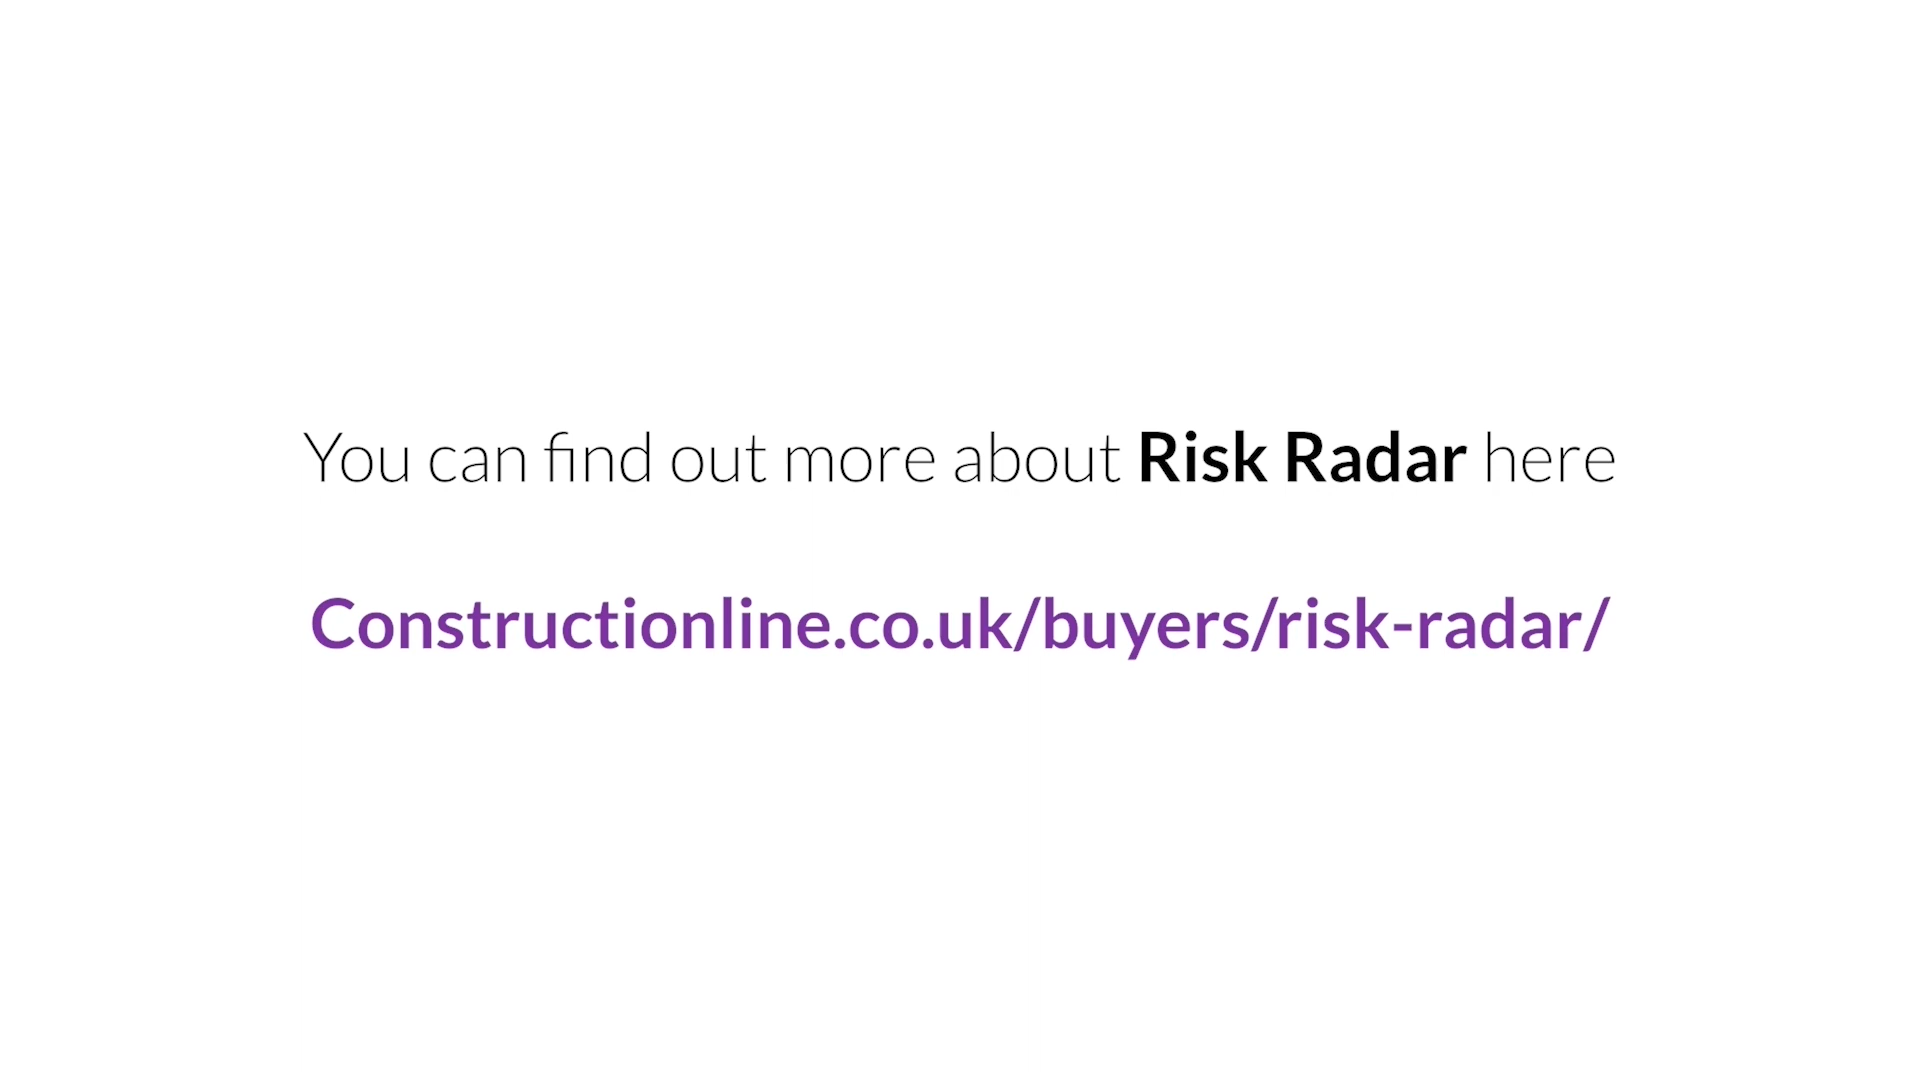 You can find out more about Risk Radar here
Constructionline.co.uk/buyers/risk-radar/